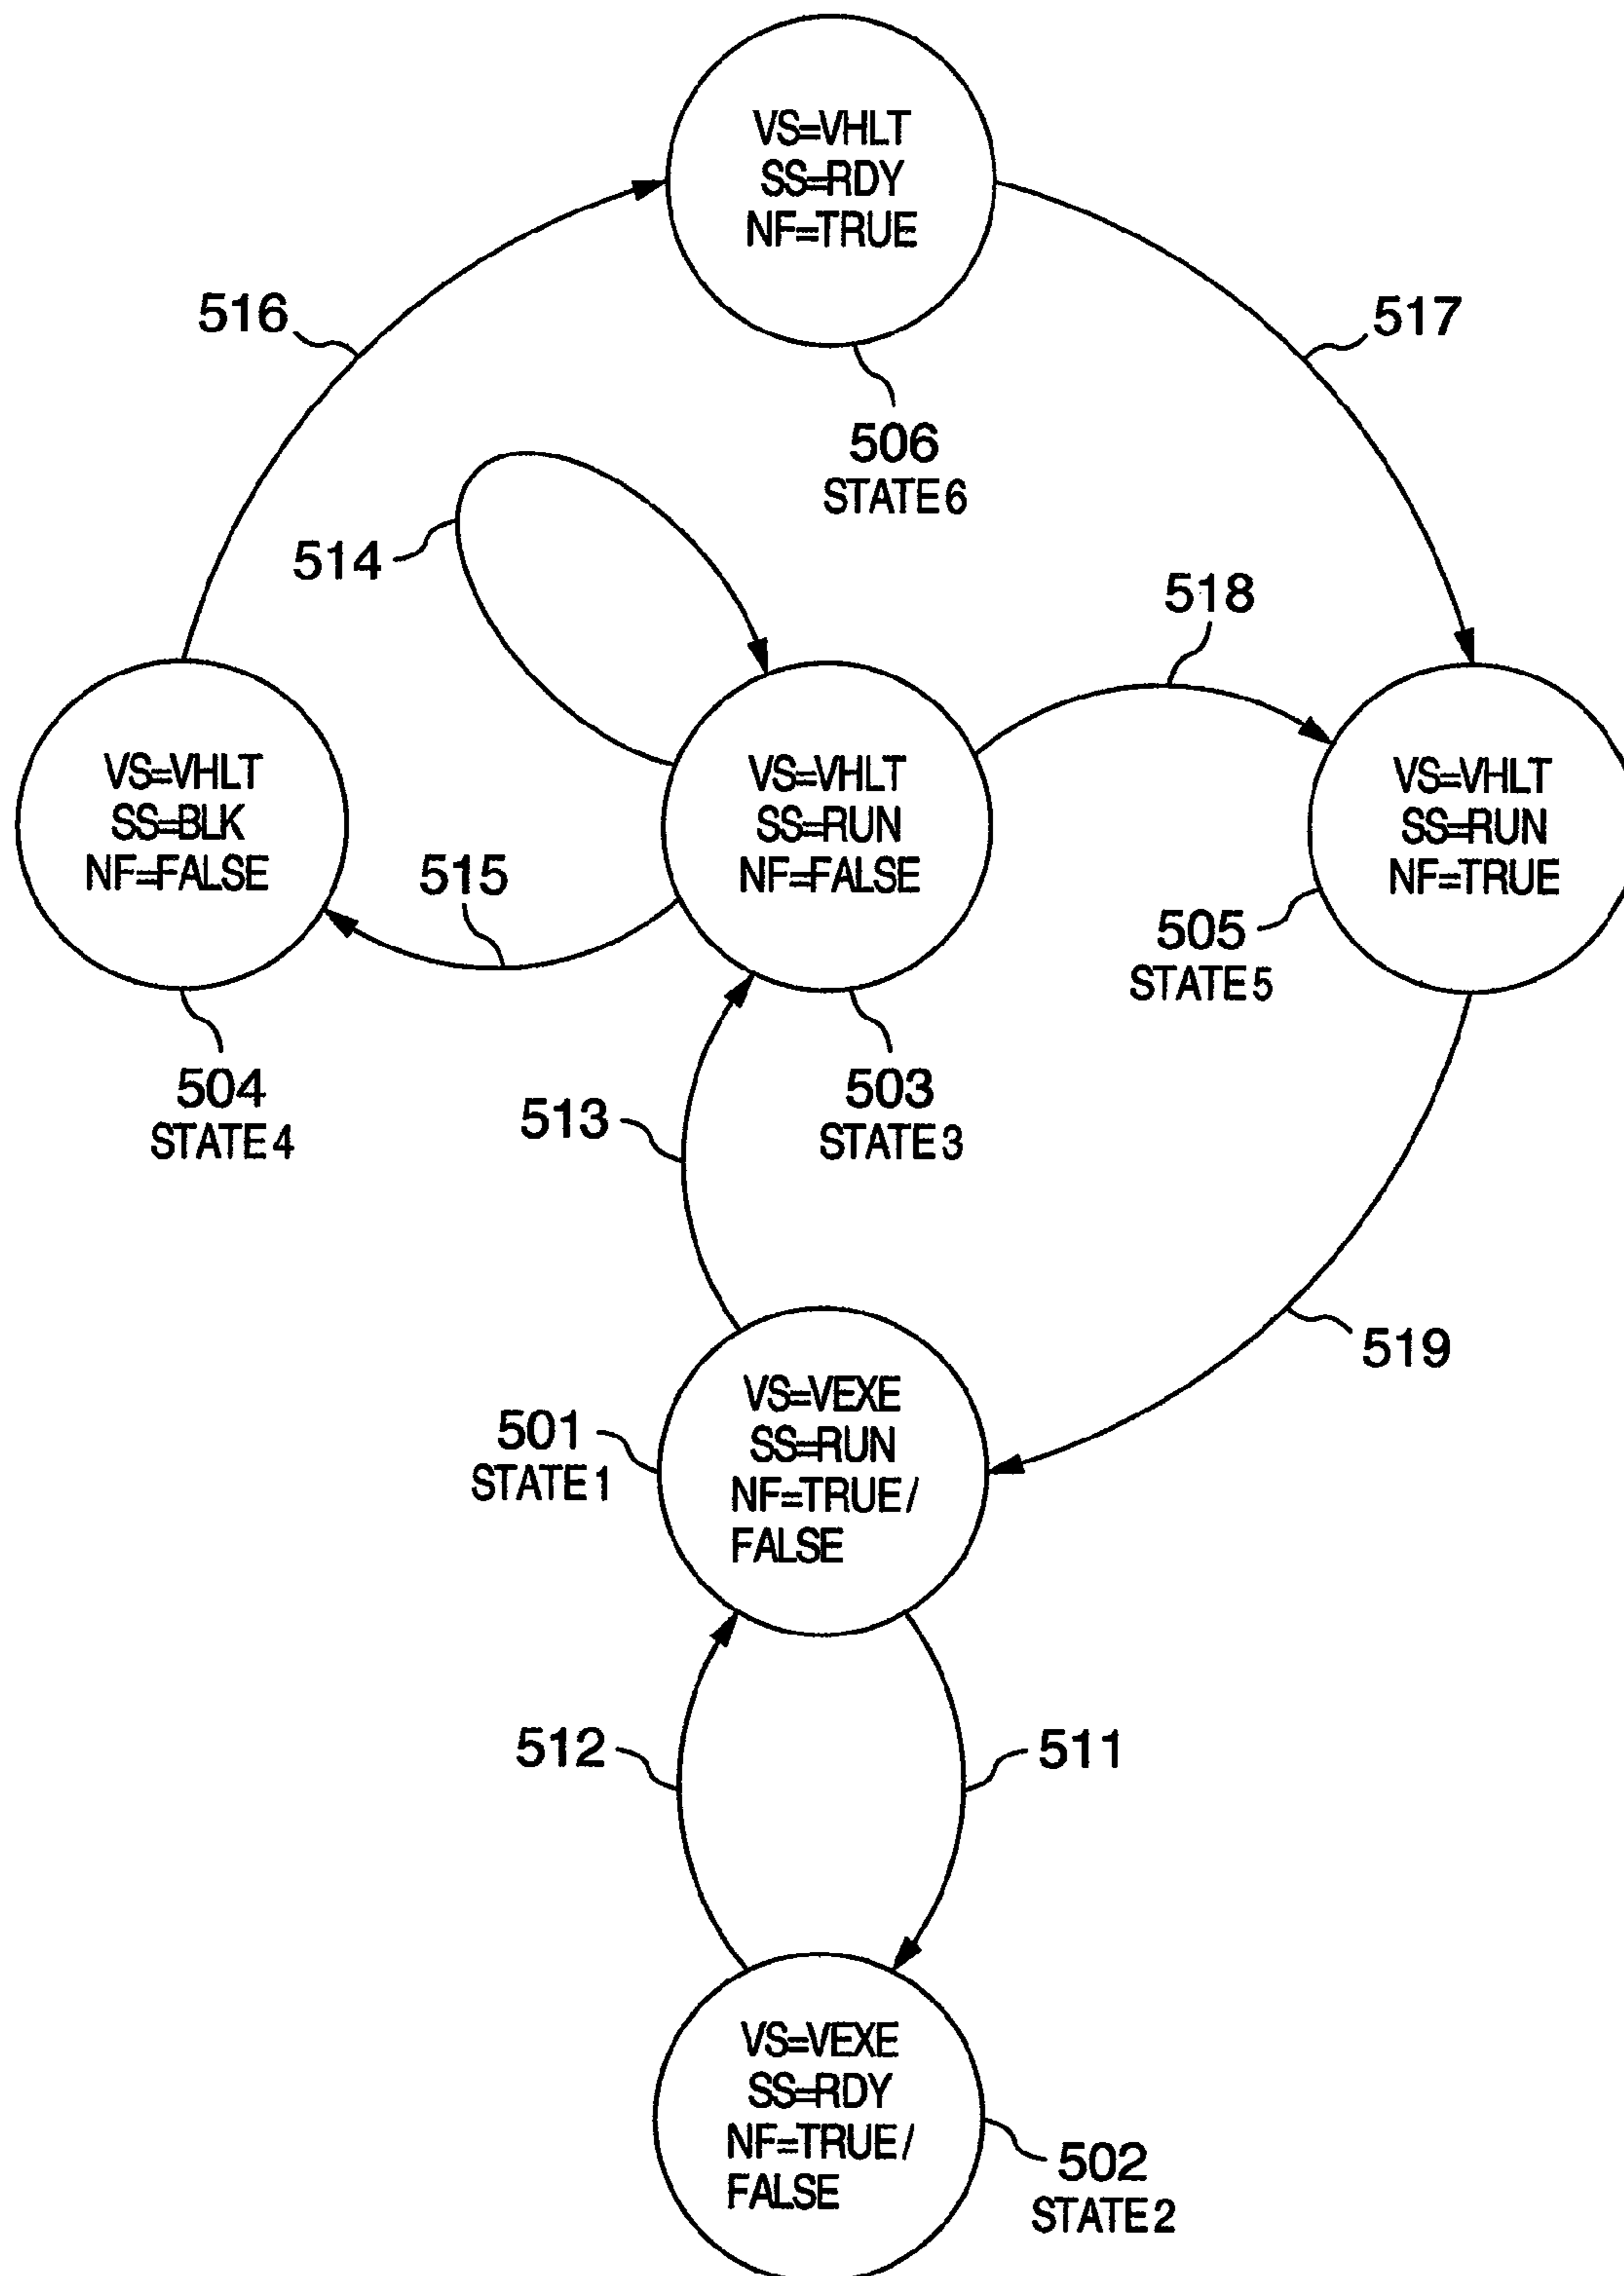 VS=VHLT
SS=RDY
NF=TRUE
516
517
506
STATE 6
514
518
VS=VHLT
SS=BLK
NF=FALSE
VS=VHLT
SS=RUN
NF=FALSE
VS=VHLT
SS=RUN
NF=TRUE
515
505
STATE 5
504
STATE 4
503
STATE 3
513
519
VS=VEXE
SS=RUN
NF=TRUE/
FALSE
501
STATE 1
512
511
VS=VEXE
SS=RDY
NF=TRUE/
FALSE
502
STATE 2